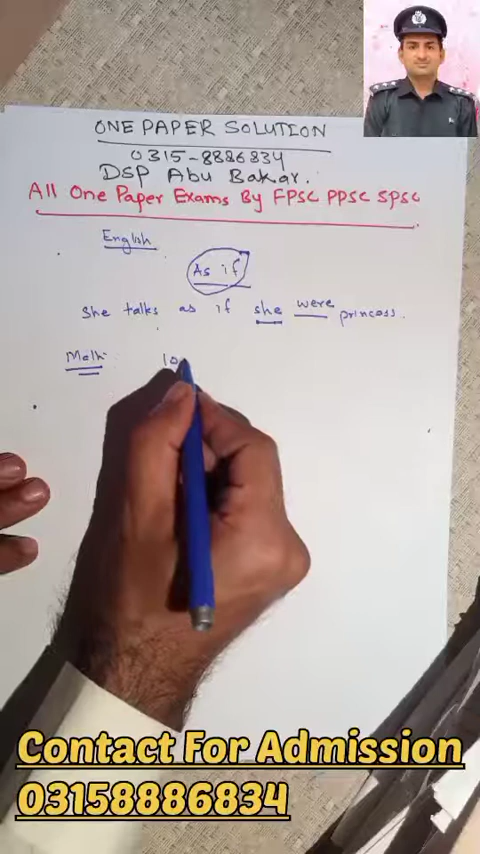 ONE PAPER SOLUTION
0315-8886834
DSP Abu Bakar.
All One Paper Exams By FPSC PPSC SPSC
English
As if
She talks as if she were princess.
Math
10
Contact For Admission
03158886834